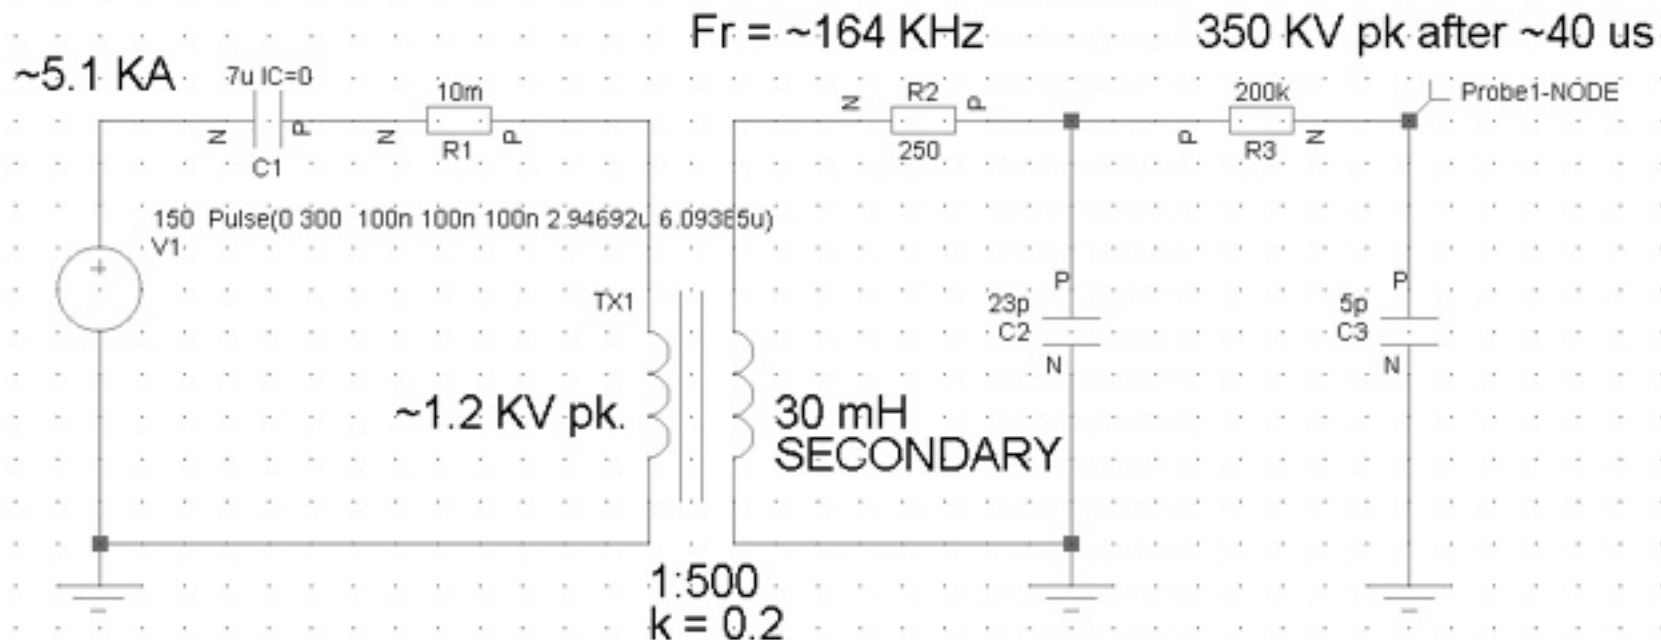 Fr = ~164 KHz
350 KV pk after ~40 us
~5.1 KA
7u IC=0
10m
R2
200k
Probe1-NODE
N
P
N
P
N
P
P
N
C1
R1
250
R3
150 Pulse(0 300 100n 100n 100n 2.94692u 6.09385u)
V1
+
TX1
P
23p
C2
N
P
5p
C3
N
~1.2 KV pk.
30 mH
SECONDARY
1:500
k = 0.2